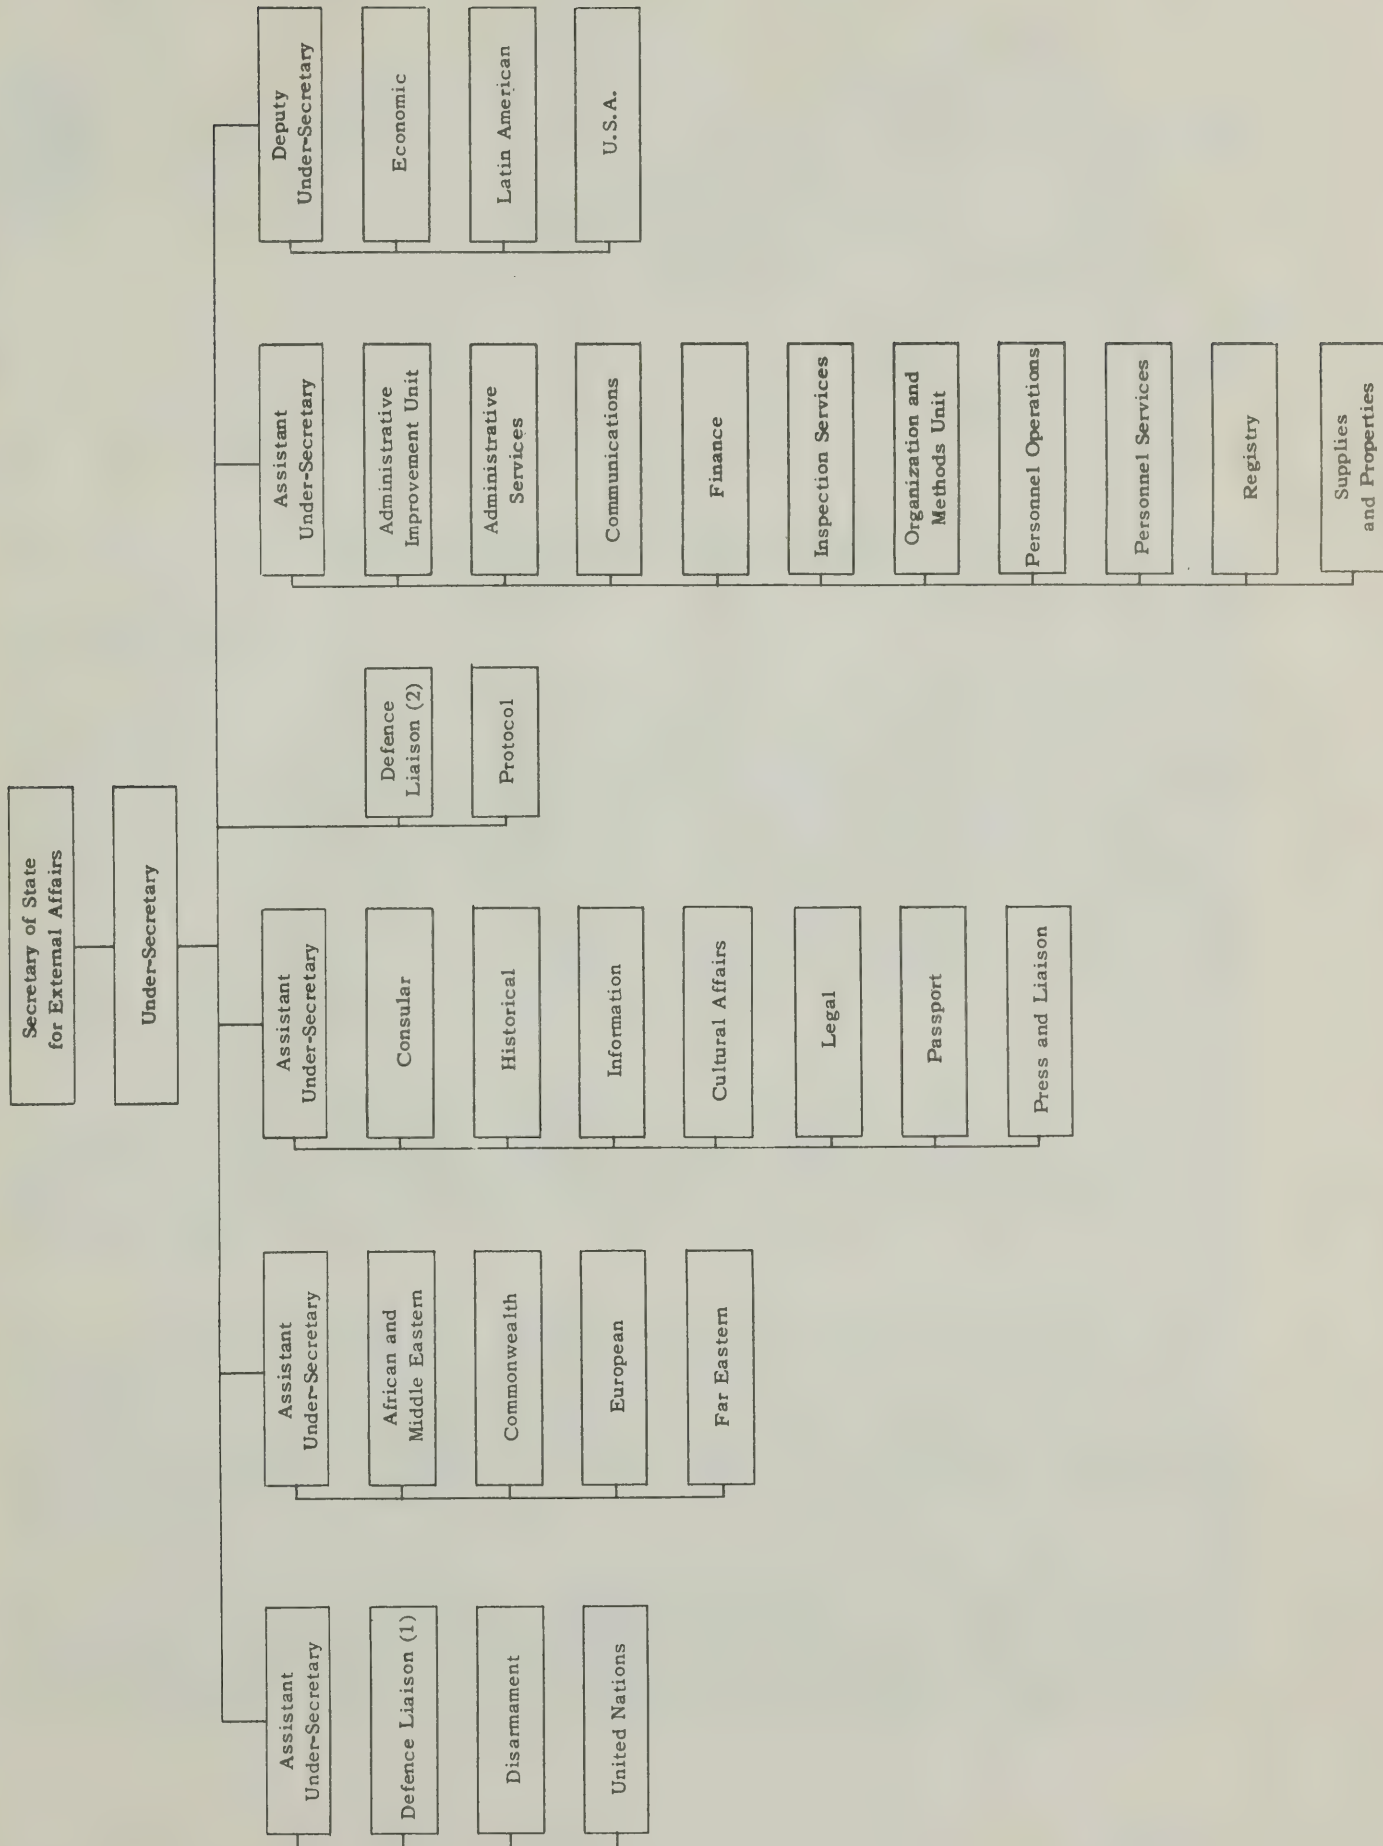 Secretary of State
for External Affairs
Under-Secretary
Assistant
Under-Secretary
Defence Liaison (1)
Disarmament
United Nations
Assistant
Under-Secretary
African and
Middle Eastern
Commonwealth
European
Far Eastern
Assistant
Under-Secretary
Consular
Historical
Information
Cultural Affairs
Legal
Passport
Press and Liaison
Defence
Liaison (2)
Protocol
Assistant
Under-Secretary
Administrative
Improvement Unit
Administrative
Services
Communications
Finance
Inspection Services
Organization and
Methods Unit
Personnel Operations
Personnel Services
Registry
Supplies
and Properties
Deputy
Under-Secretary
Economic
Latin American
U.S.A.